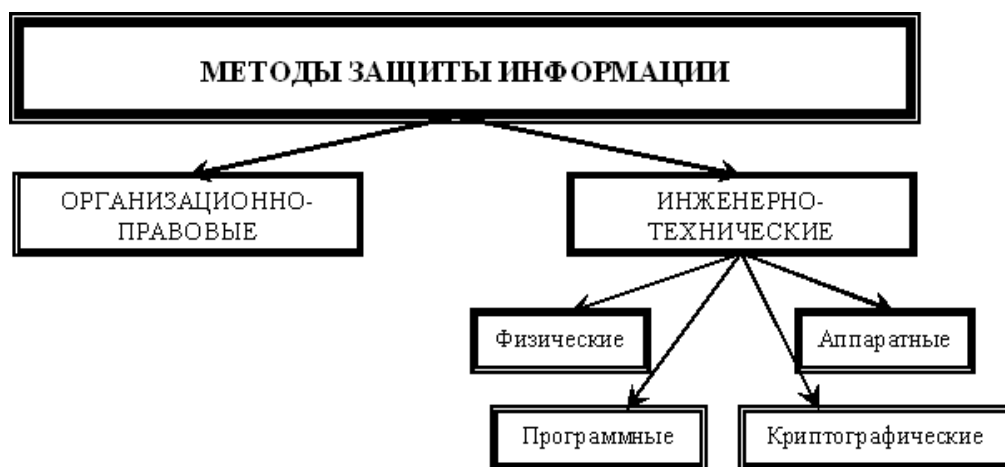 МЕТОДЫ ЗАЩИТЫ ИНФОРМАЦИИ
ОРГАНИЗАЦИОННО-
ПРАВОВЫЕ
ИНЖЕНЕРНО-
ТЕХНИЧЕСКИЕ
Физические
Аппаратные
Программные
Криптографические